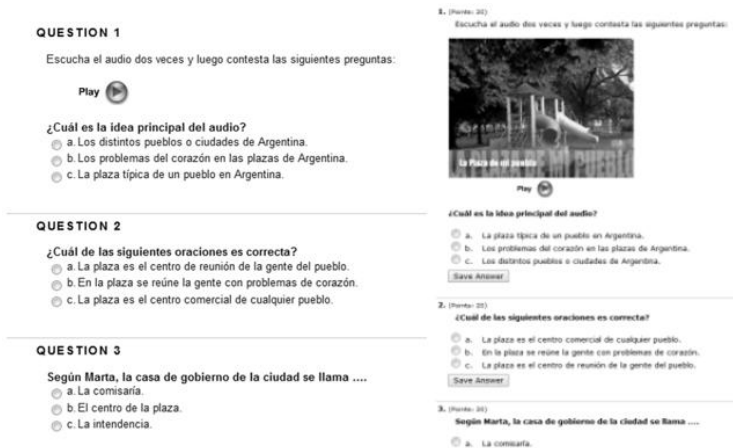 QUESTION 1
Escucha el audio dos veces y luego contesta las siguientes preguntas:
Play
¿Cuál es la idea principal del audio?
a. Los distintos pueblos o ciudades de Argentina.
b. Los problemas del corazón en las plazas de Argentina.
c. La plaza típica de un pueblo en Argentina.
QUESTION 2
¿Cuál de las siguientes oraciones es correcta?
a. La plaza es el centro de reunión de la gente del pueblo.
b. En la plaza se reúne la gente con problemas de corazón.
c. La plaza es el centro comercial de cualquier pueblo.
QUESTION 3
Según Marta, la casa de gobierno de la ciudad se llama ....
a. La comisaría.
b. El centro de la plaza.
c. La intendencia.
1. (Points: 20)
Escucha el audio dos veces y luego contesta las siguientes preguntas:
La Plaza de mi pueblo
Play
¿Cuál es la idea principal del audio?
a. La plaza típica de un pueblo en Argentina.
b. Los problemas del corazón en las plazas de Argentina.
c. Los distintos pueblos o ciudades de Argentina.
Save Answer
2. (Points: 20)
¿Cuál de las siguientes oraciones es correcta?
a. La plaza es el centro comercial de cualquier pueblo.
b. En la plaza se reúne la gente con problemas de corazón.
c. La plaza es el centro de reunión de la gente del pueblo.
Save Answer
3. (Points: 20)
Según Marta, la casa de gobierno de la ciudad se llama ....
a. La comisaría.